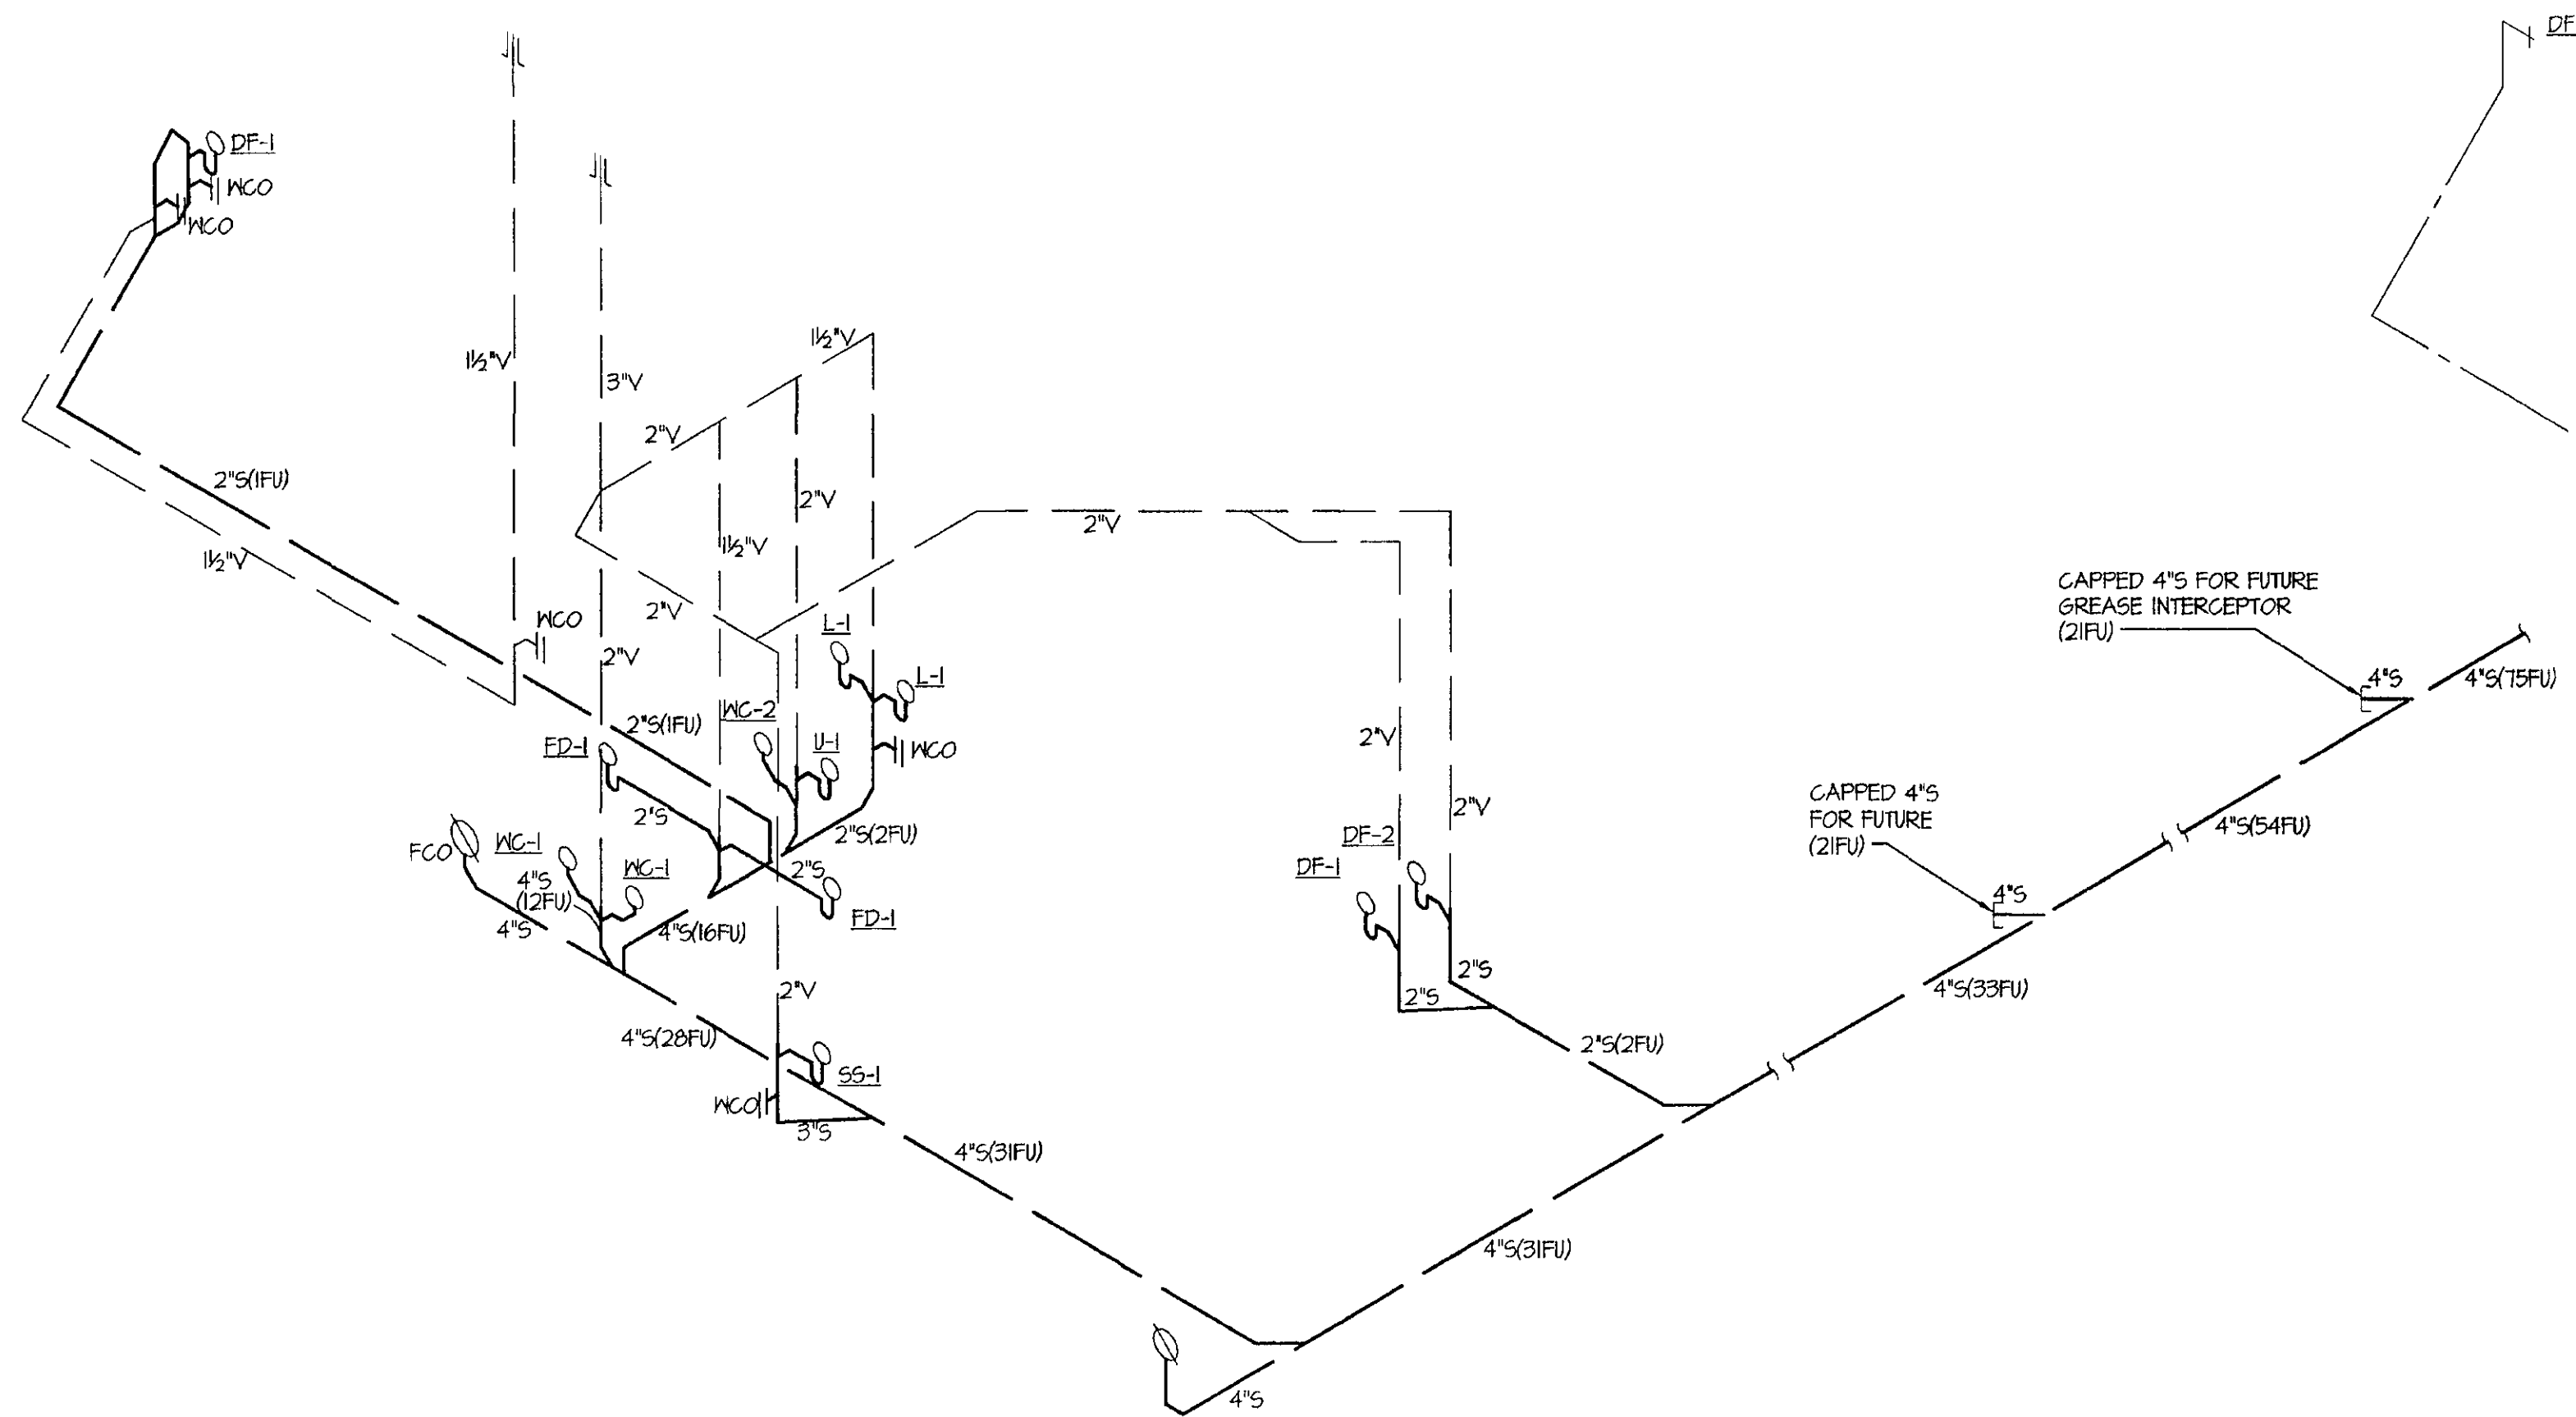 DF
DF-1
WCO
WCO
1½"V
3"V
1½"V
2"V
2"S(1FU)
2"V
2"V
1½"V
1½"V
CAPPED 4"S FOR FUTURE
GREASE INTERCEPTOR
(21FU)
2"V
WCO
L-1
2"V
L-1
4"S
4"S(75FU)
WC-2
2"S(1FU)
FD-1
U-1
WCO
2"V
2"V
CAPPED 4"S
FOR FUTURE
(21FU)
2"S
2"S(2FU)
4"S(54FU)
DF-2
FCO
WC-1
WC-1
2"S
DF-1
4"S
(12FU)
4"S
FD-1
4"S
4"S(16FU)
2"S
2"S
4"S(33FU)
2"V
4"S(28FU)
2"S(2FU)
SS-1
WCO
3"S
4"S(31FU)
4"S(31FU)
4"S